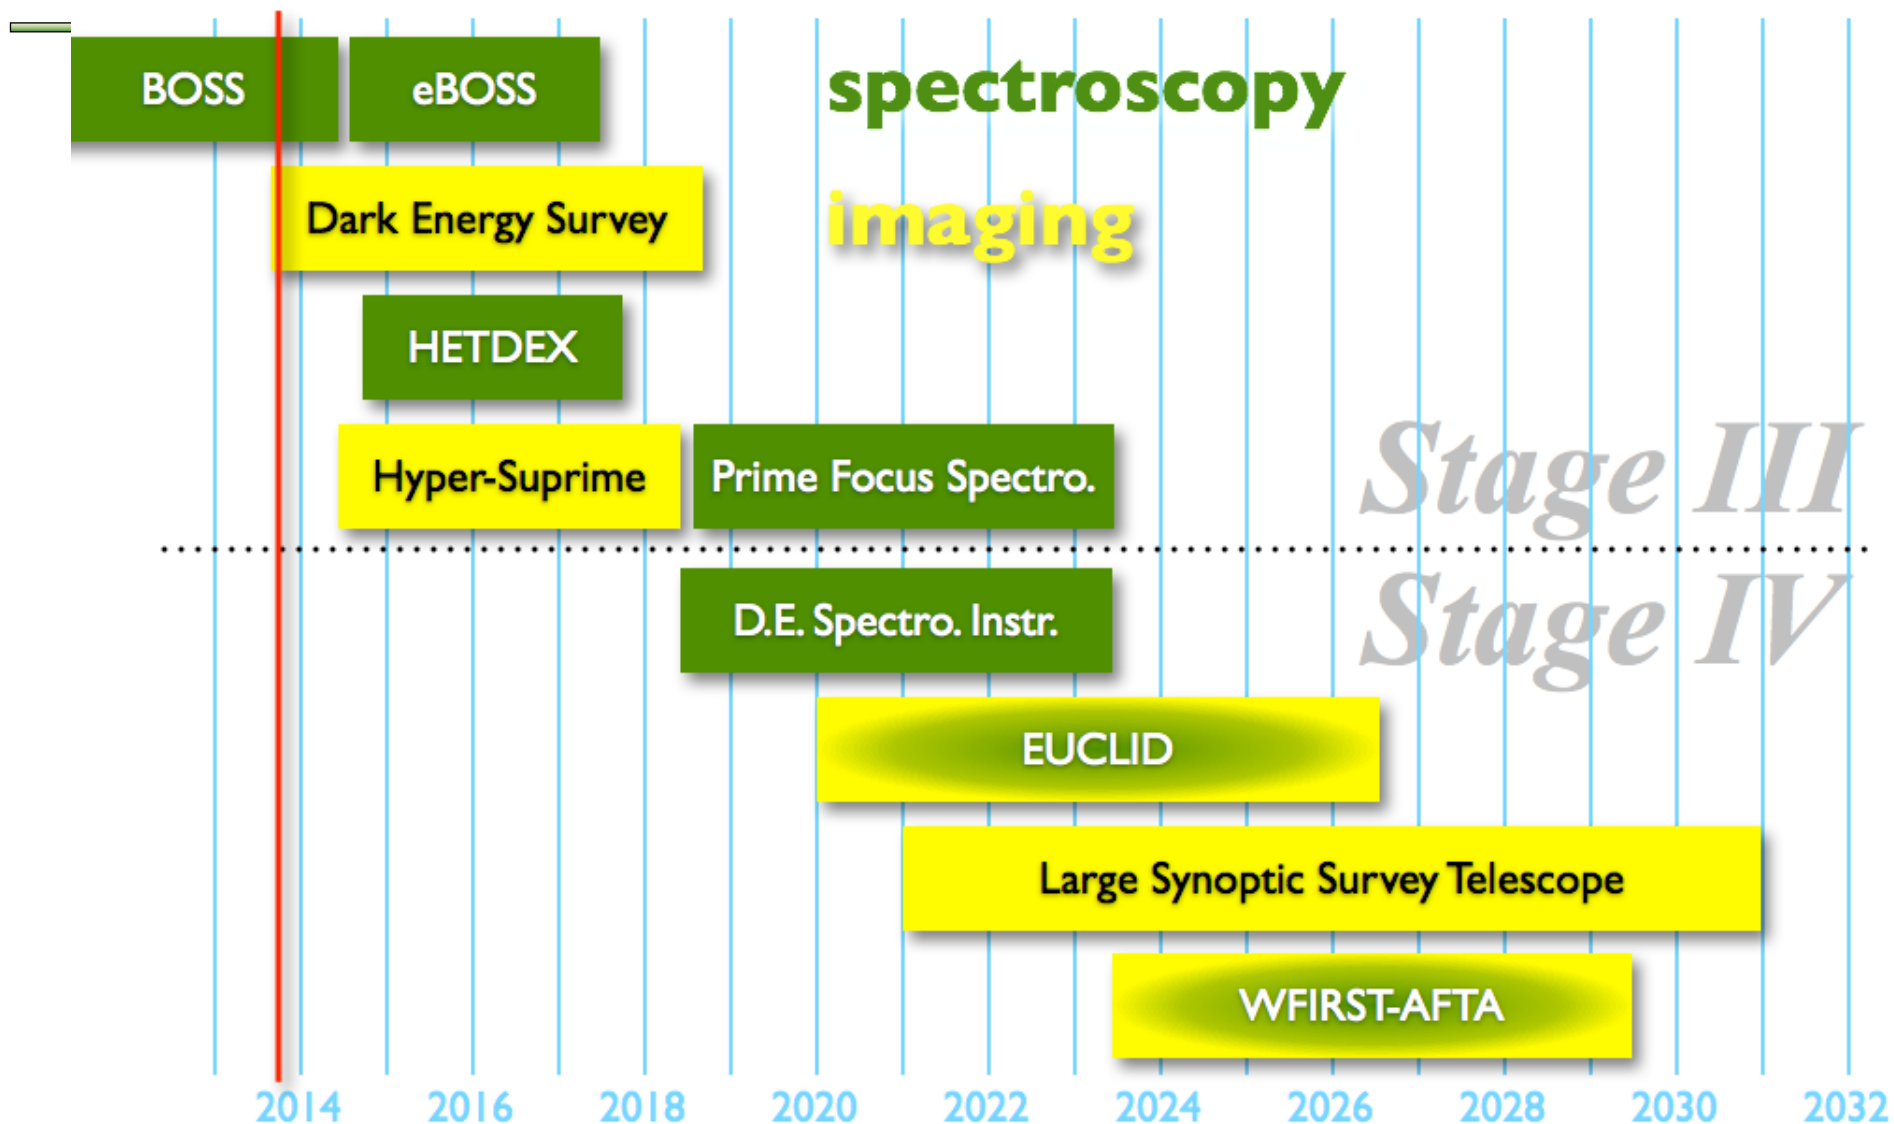 BOSS eBOSS spectroscopy
Dark Energy Survey imaging
HETDEX
Hyper-Suprime Prime Focus Spectro. Stage III
D.E. Spectro. Instr. Stage IV
EUCLID
Large Synoptic Survey Telescope
WFIRST-AFTA
2014 2016 2018 2020 2022 2024 2026 2028 2030 2032